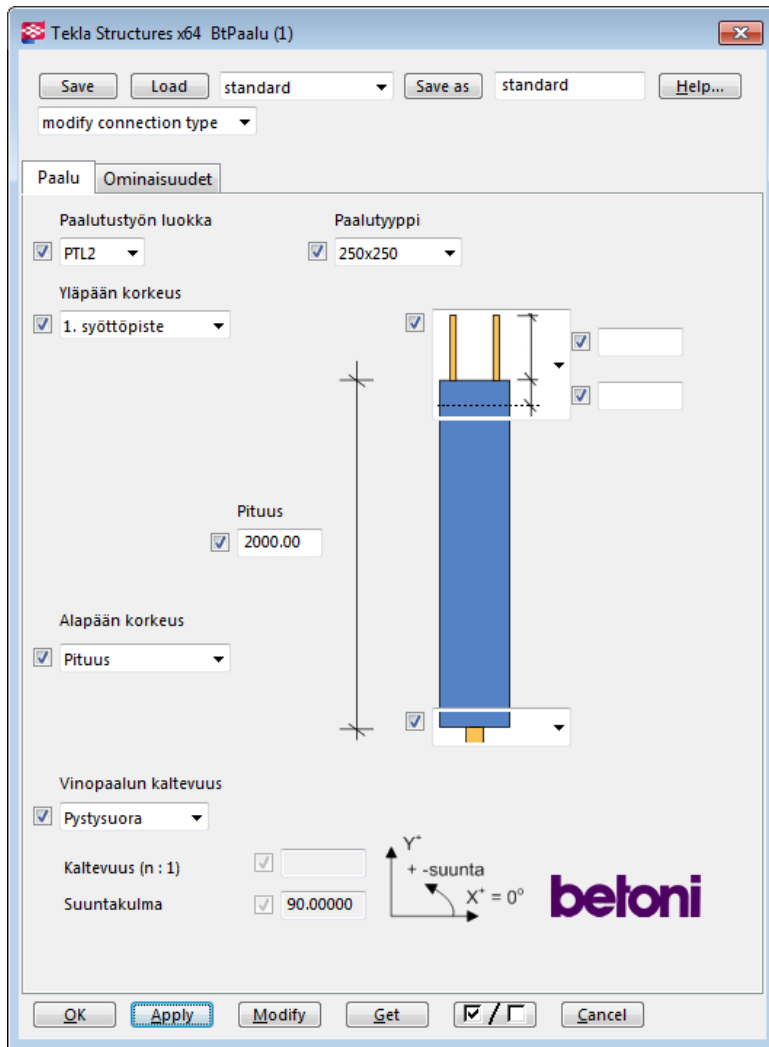 Tekla Structures x64  BtPaalu (1)
Save Load standard Save as standard Help...
modify connection type
Paalu Ominaisuudet
Paalutustyön luokka Paalutyyppi
PTL2 250x250
Yläpään korkeus
1. syöttöpiste
Pituus
2000.00
Alapään korkeus
Pituus
Vinopaalun kaltevuus
Pystysuora
Kaltevuus (n : 1)
Suuntakulma 90.00000
Y⁺
+ -suunta
X⁺ = 0°
betoni
OK Apply Modify Get / Cancel